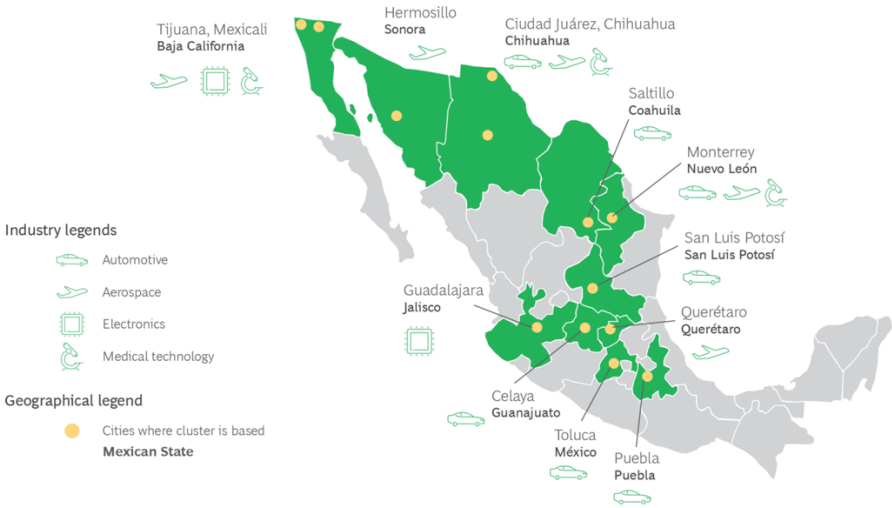 Tijuana, Mexicali
Baja California
Hermosillo
Sonora
Ciudad Juárez, Chihuahua
Chihuahua
Saltillo
Coahuila
Monterrey
Nuevo León
San Luis Potosí
San Luis Potosí
Guadalajara
Jalisco
Querétaro
Querétaro
Celaya
Guanajuato
Toluca
México
Puebla
Puebla
Industry legends
Automotive
Aerospace
Electronics
Medical technology
Geographical legend
Cities where cluster is based
Mexican State